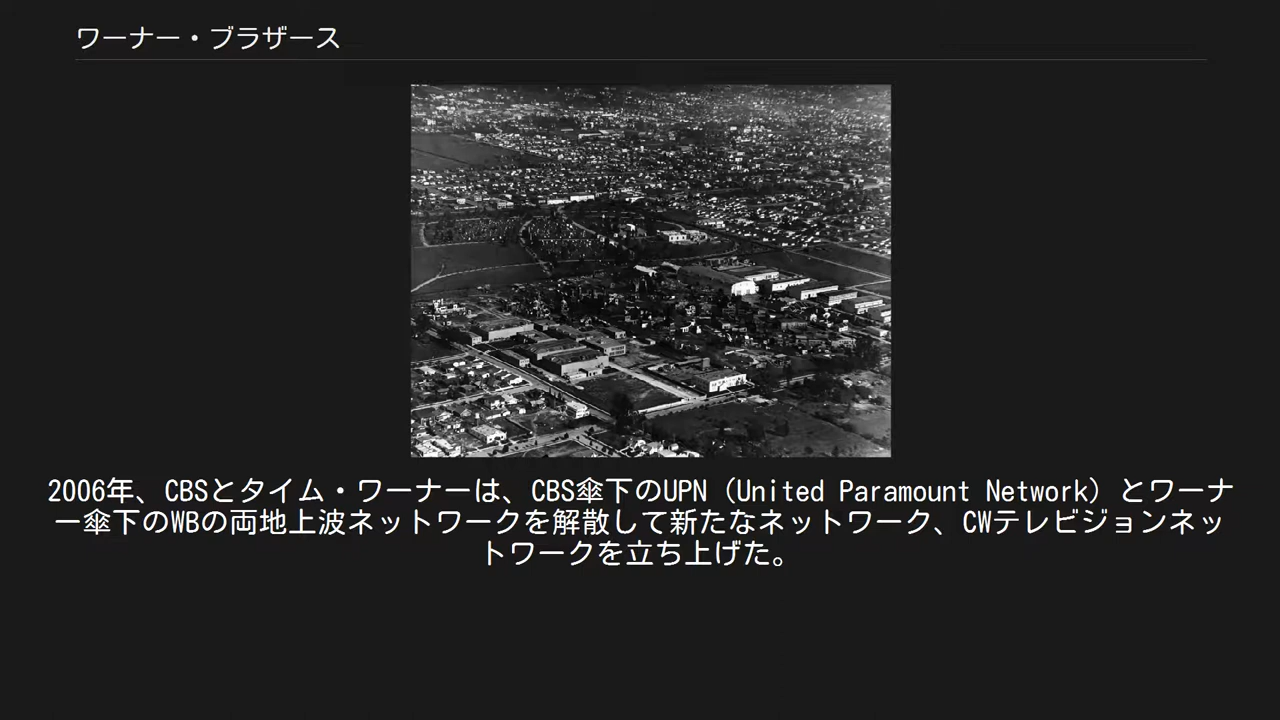 ワーナー・ブラザース
2006年、CBSとタイム・ワーナーは、CBS傘下のUPN（United Paramount Network）とワーナ
ー傘下のWBの両地上波ネットワークを解散して新たなネットワーク、CWテレビジョンネッ
トワークを立ち上げた。